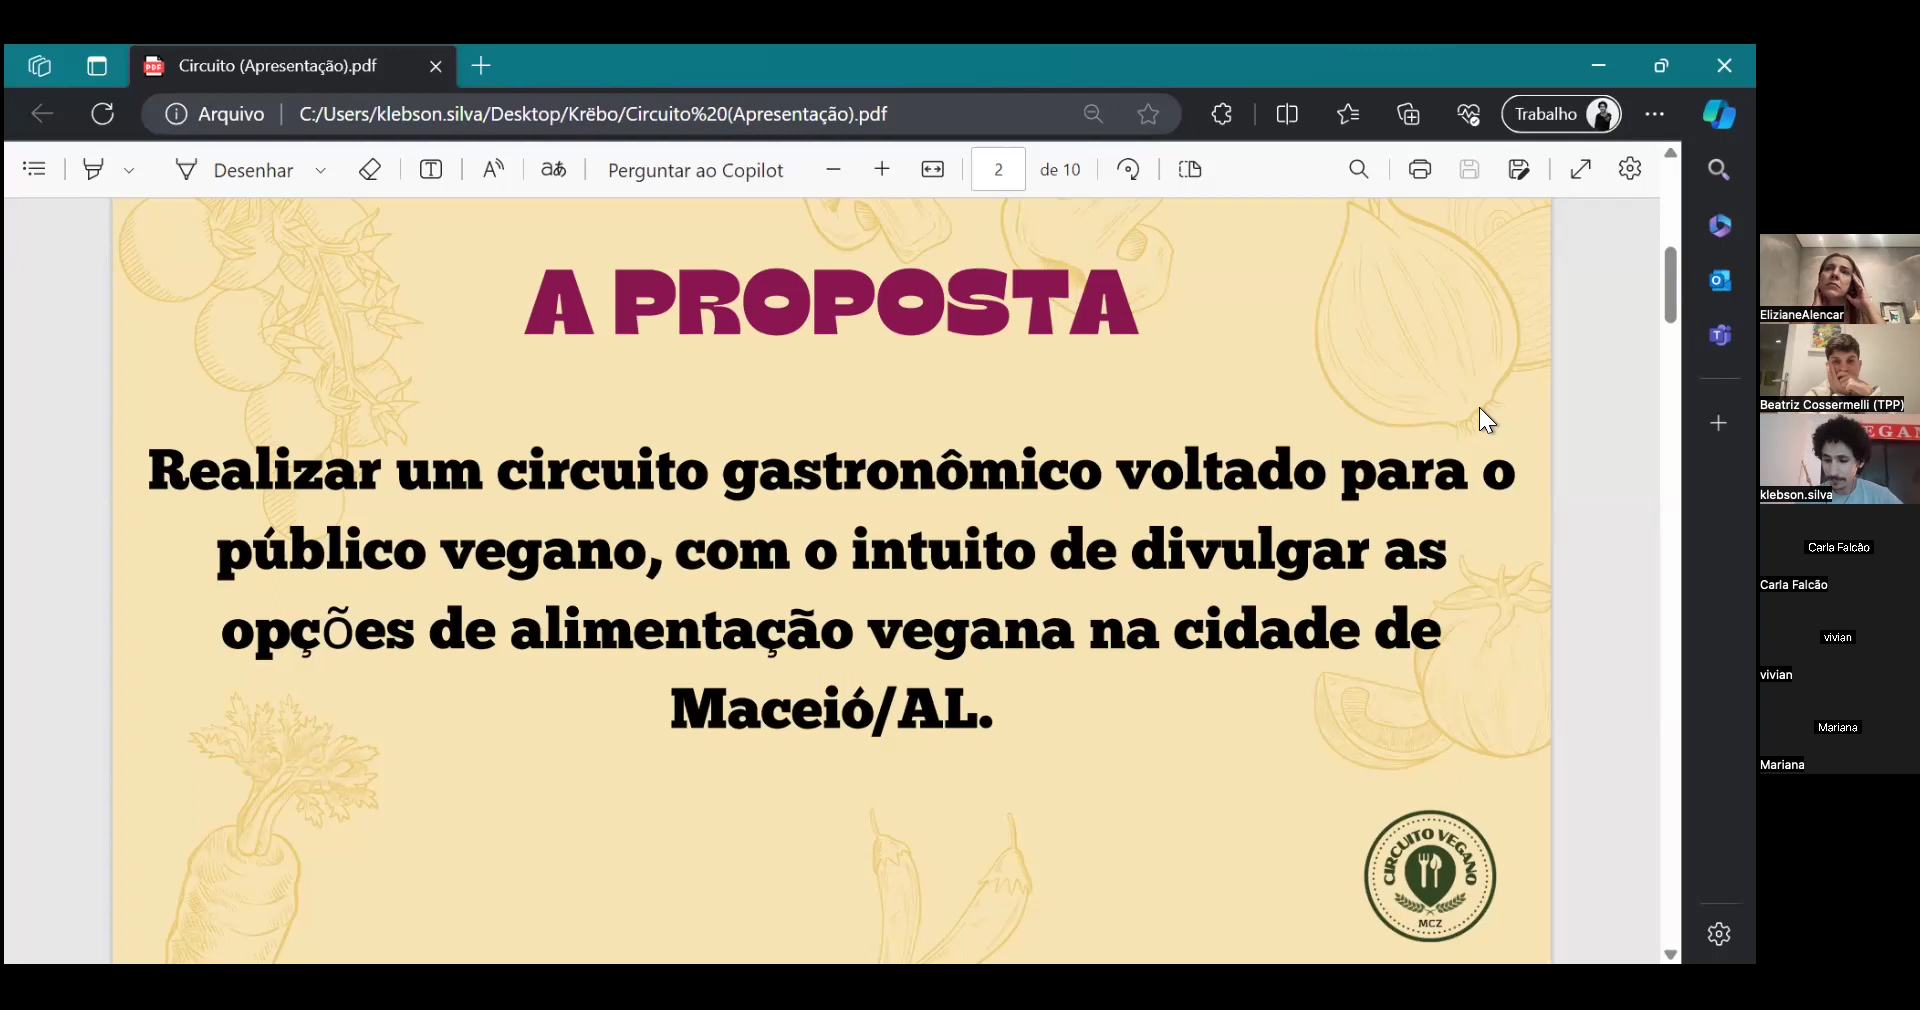 Circuito (Apresentação).pdf
Arquivo
C:/Users/klebson.silva/Desktop/Krëbo/Circuito%20(Apresentação).pdf
Trabalho
Desenhar
Perguntar ao Copilot
2
de 10
A PROPOSTA
Realizar um circuito gastronômico voltado para o
público vegano, com o intuito de divulgar as
opções de alimentação vegana na cidade de
Maceió/AL.
CIRCUITO VEGANO
MCZ
ElizianeAlencar
Beatriz Cossermelli (TPP)
EGAN
klebson.silva
Carla Falcão
Carla Falcão
vivian
vivian
Mariana
Mariana